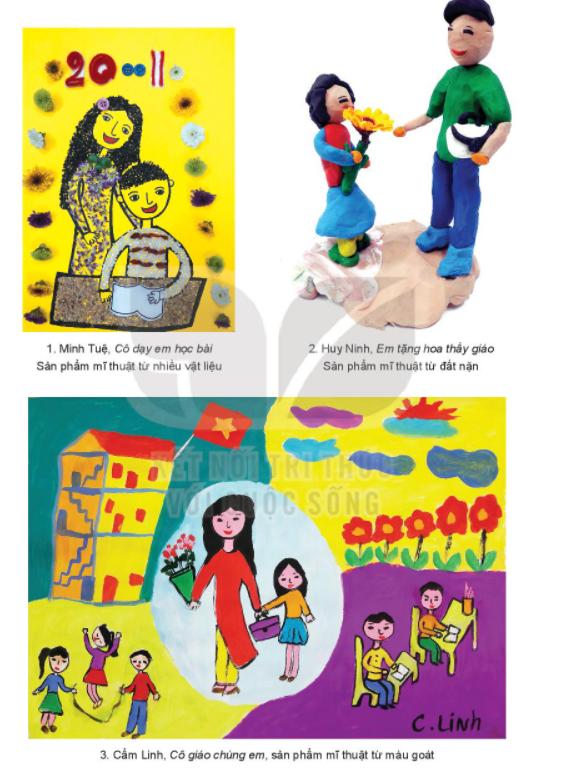 20∞11
1. Minh Tuệ, Cô dạy em học bài
Sản phẩm mĩ thuật từ nhiều vật liệu
2. Huy Ninh, Em tặng hoa thầy giáo
Sản phẩm mĩ thuật từ đất nặn
KẾT NỐI TRI THỨC
VỚI CUỘC SỐNG
C. Linh
3. Cẩm Linh, Cô giáo chúng em, sản phẩm mĩ thuật từ màu goát